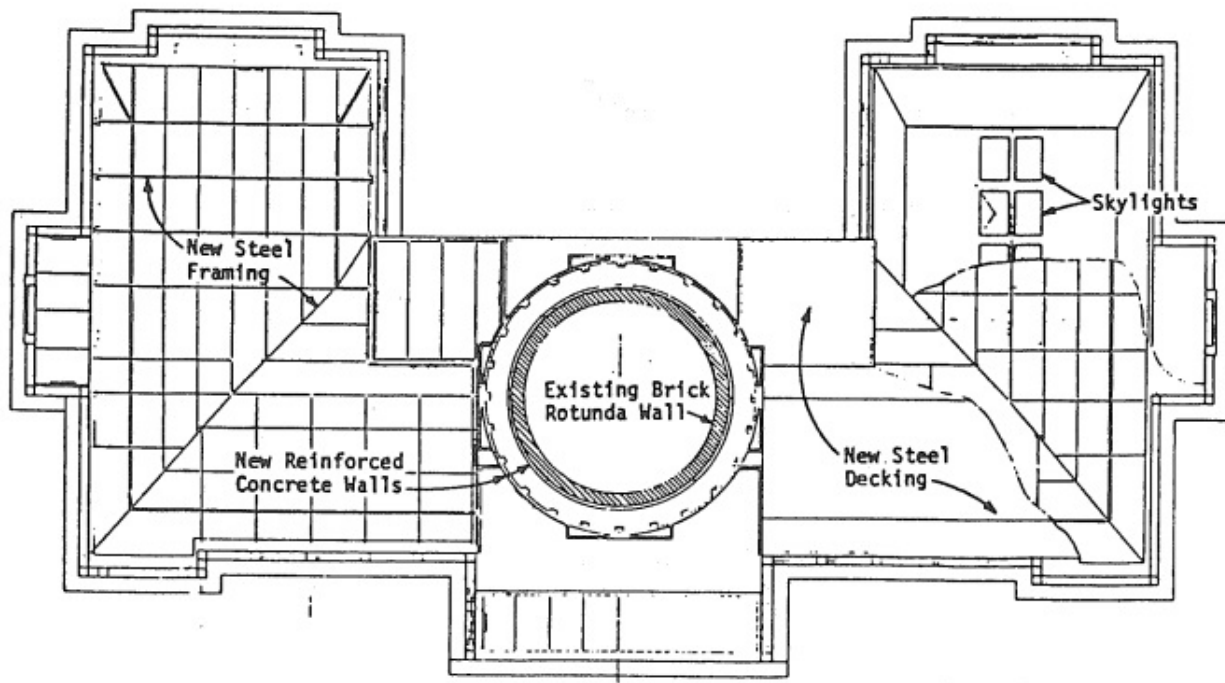 Skylights
New Steel
Framing
Existing Brick
Rotunda Wall
New Reinforced
Concrete Walls
New Steel
Decking